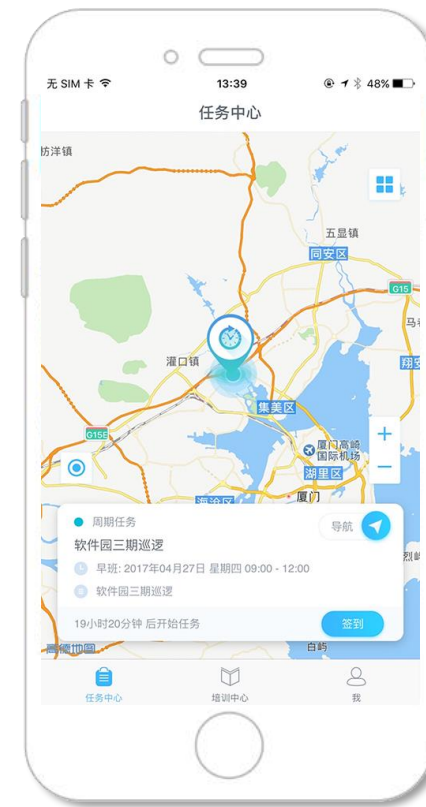 无 SIM 卡
13:39
48%
任务中心
枋洋镇
五显镇
同安区
G15
灌口镇
翔安
集美区
G15E
厦门高崎
国际机场
湖里区
厦门
海沧区
周期任务
导航
软件园三期巡逻
早班: 2017年04月27日 星期四 09:00 - 12:00
软件园三期巡逻
19小时20分钟 后开始任务
签到
高德地图
白屿
任务中心
培训中心
我